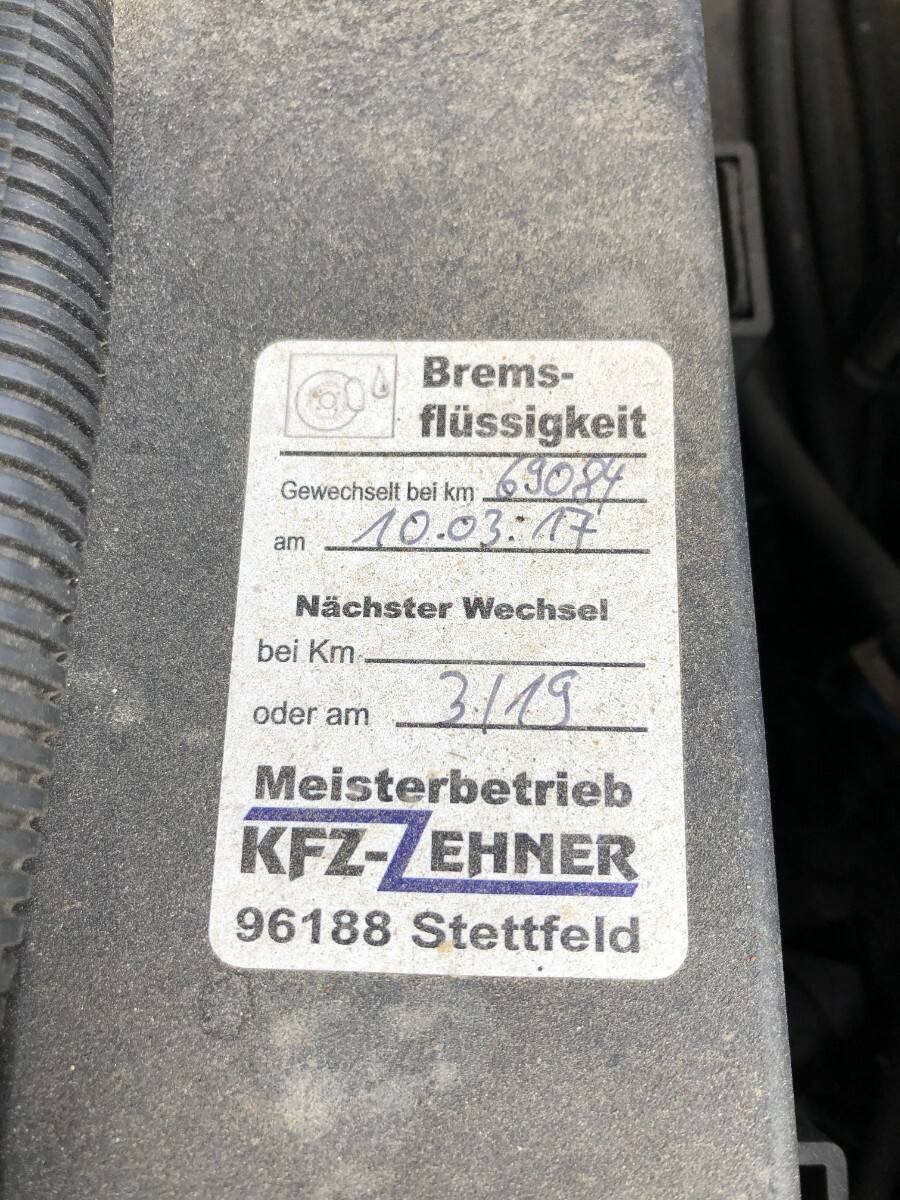 Brems-
flüssigkeit
Gewechselt bei km 69084
am 10.03.17
Nächster Wechsel
bei Km
oder am 3/19
Meisterbetrieb
KFZ-ZEHNER
96188 Stettfeld